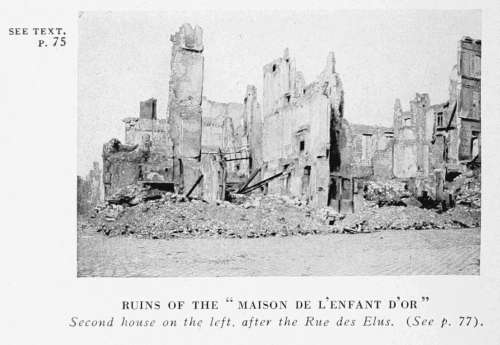 SEE TEXT,
P. 75
RUINS OF THE "MAISON DE L'ENFANT D'OR"
Second house on the left, after the Rue des Elus. (See p. 77).